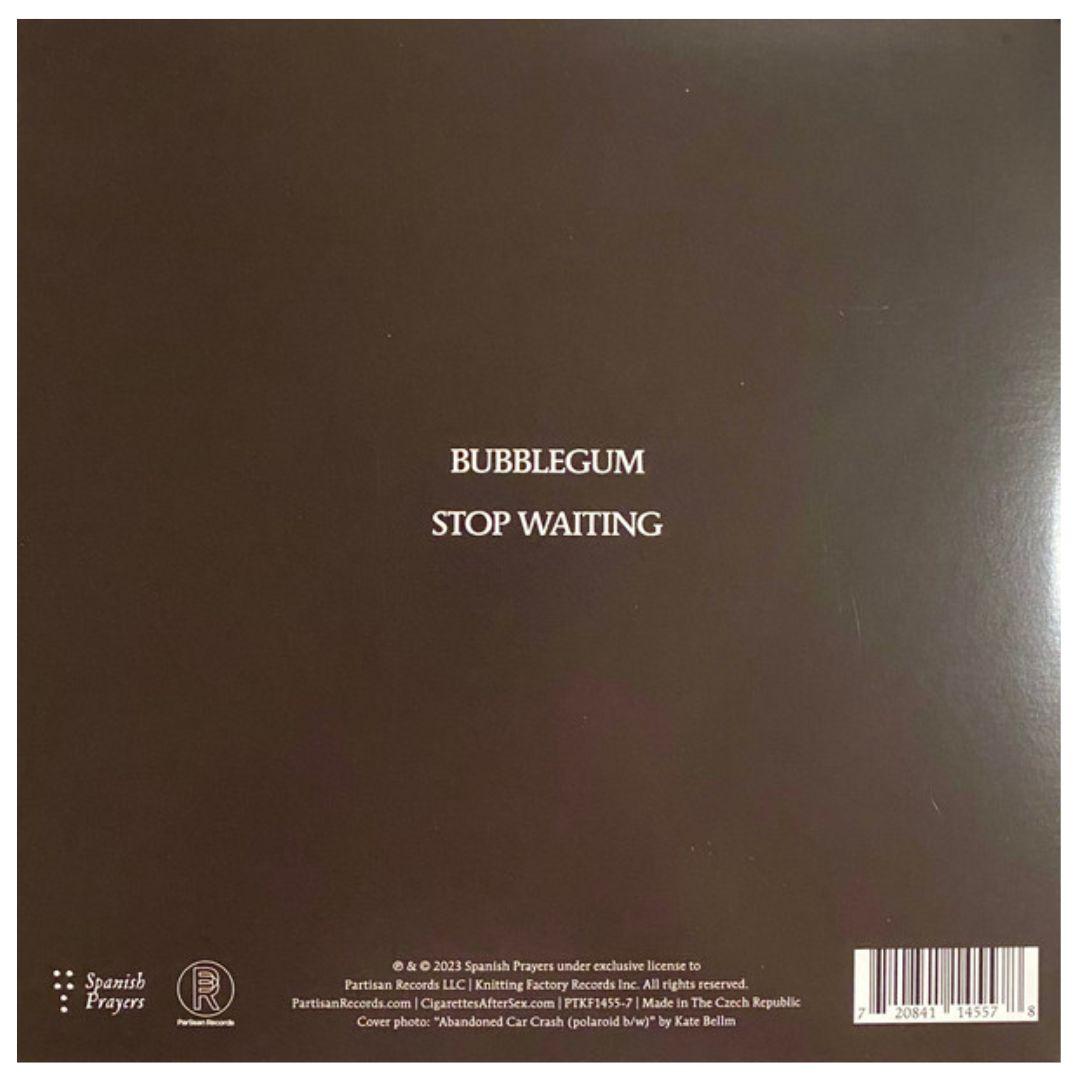 BUBBLEGUM
STOP WAITING
Spanish
Prayers
Partisan Records
℗ & © 2023 Spanish Prayers under exclusive license to
Partisan Records LLC | Knitting Factory Records Inc. All rights reserved.
PartisanRecords.com | CigarettesAfterSex.com | PTKF1455-7 | Made in The Czech Republic
Cover photo: "Abandoned Car Crash (polaroid b/w)" by Kate Bellm
7 20841 14557 8